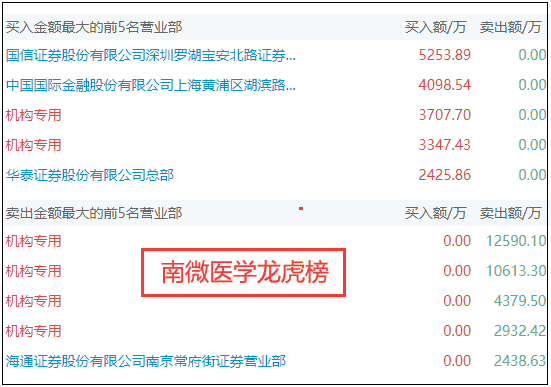 买入金额最大的前5名营业部 买入额/万 卖出额/万
国信证券股份有限公司深圳罗湖宝安北路证券... 5253.89 0.00
中国国际金融股份有限公司上海黄浦区湖滨路... 4098.54 0.00
机构专用 3707.70 0.00
机构专用 3347.43 0.00
华泰证券股份有限公司总部 2425.86 0.00
卖出金额最大的前5名营业部 买入额/万 卖出额/万
机构专用 0.00 12590.10
机构专用 0.00 10613.30
机构专用 0.00 4379.50
机构专用 0.00 2932.42
海通证券股份有限公司南京常府街证券营业部 0.00 2438.63
南微医学龙虎榜